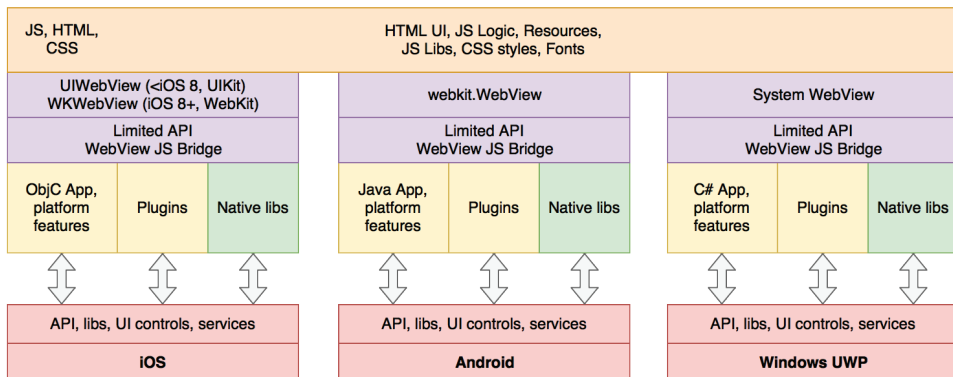 JS, HTML,
CSS
HTML UI, JS Logic, Resources,
JS Libs, CSS styles, Fonts
UIWebView (<iOS 8, UIKit)
WKWebView (iOS 8+, WebKit)
webkit.WebView
System WebView
Limited API
WebView JS Bridge
Limited API
WebView JS Bridge
Limited API
WebView JS Bridge
ObjC App,
platform
features
Plugins
Native libs
Java App,
platform
features
Plugins
Native libs
C# App,
platform
features
Plugins
Native libs
API, libs, UI controls, services
API, libs, UI controls, services
API, libs, UI controls, services
iOS
Android
Windows UWP